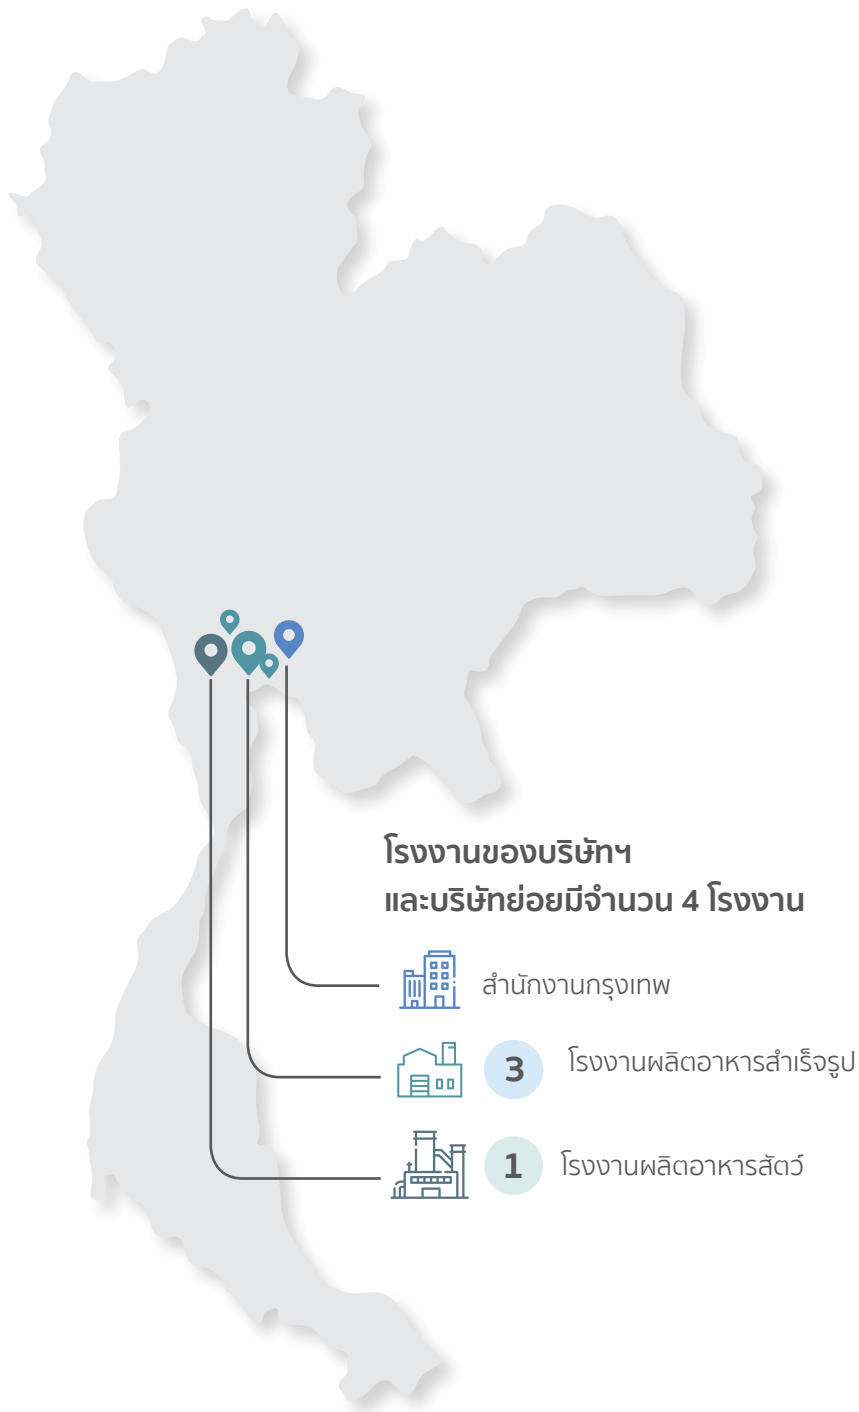 โรงงานของบริษัทฯ
และบริษัทย่อยมีจำนวน 4 โรงงาน
สำนักงานกรุงเทพ
3 โรงงานผลิตอาหารสำเร็จรูป
1 โรงงานผลิตอาหารสัตว์